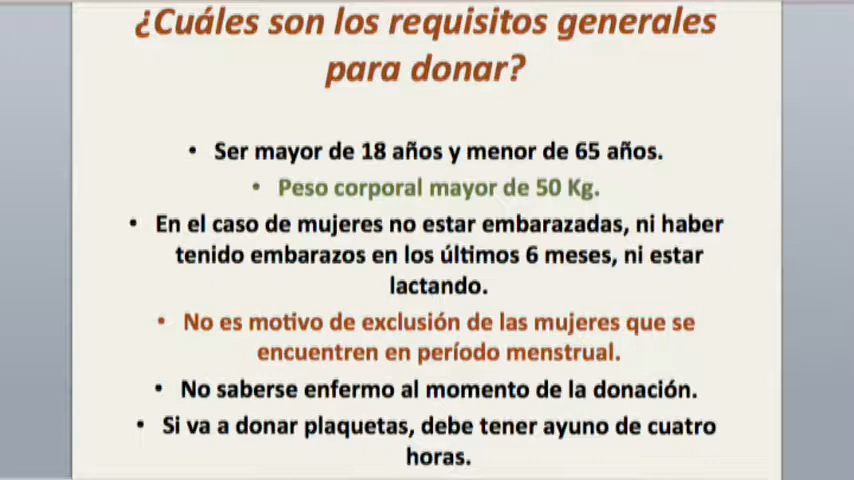 ¿Cuáles son los requisitos generales
para donar?
• Ser mayor de 18 años y menor de 65 años.
• Peso corporal mayor de 50 Kg.
• En el caso de mujeres no estar embarazadas, ni haber
tenido embarazos en los últimos 6 meses, ni estar
lactando.
• No es motivo de exclusión de las mujeres que se
encuentren en período menstrual.
• No saberse enfermo al momento de la donación.
• Si va a donar plaquetas, debe tener ayuno de cuatro
horas.